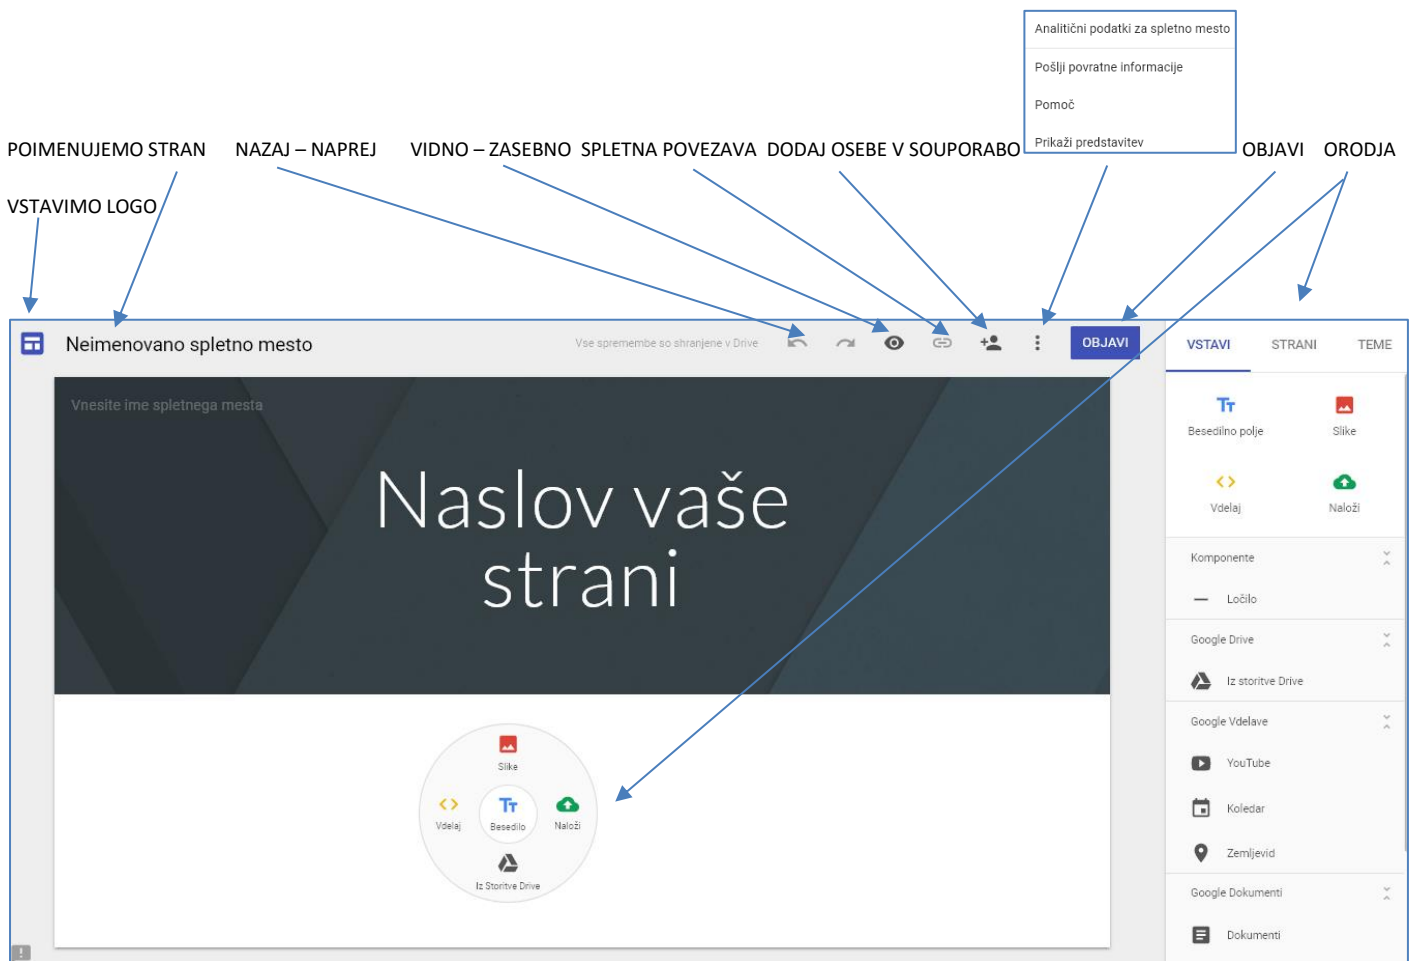 Analitični podatki za spletno mesto
Pošlji povratne informacije
Pomoč
Prikaži predstavitev
POIMENUJEMO STRAN NAZAJ – NAPREJ VIDNO – ZASEBNO SPLETNA POVEZAVA DODAJ OSEBE V SOUPORABO OBJAVI ORODJA
VSTAVIMO LOGO
Neimenovano spletno mesto
Vse spremembe so shranjene v Drive
OBJAVI
VSTAVI STRANI TEME
Vnesite ime spletnega mesta
Naslov vaše
strani
Slike
Vdelaj Besedilo Naloži
Iz Storitve Drive
Besedilno polje Slike
Vdelaj Naloži
Komponente
Ločilo
Google Drive
Iz storitve Drive
Google Vdelave
YouTube
Koledar
Zemljevid
Google Dokumenti
Dokumenti